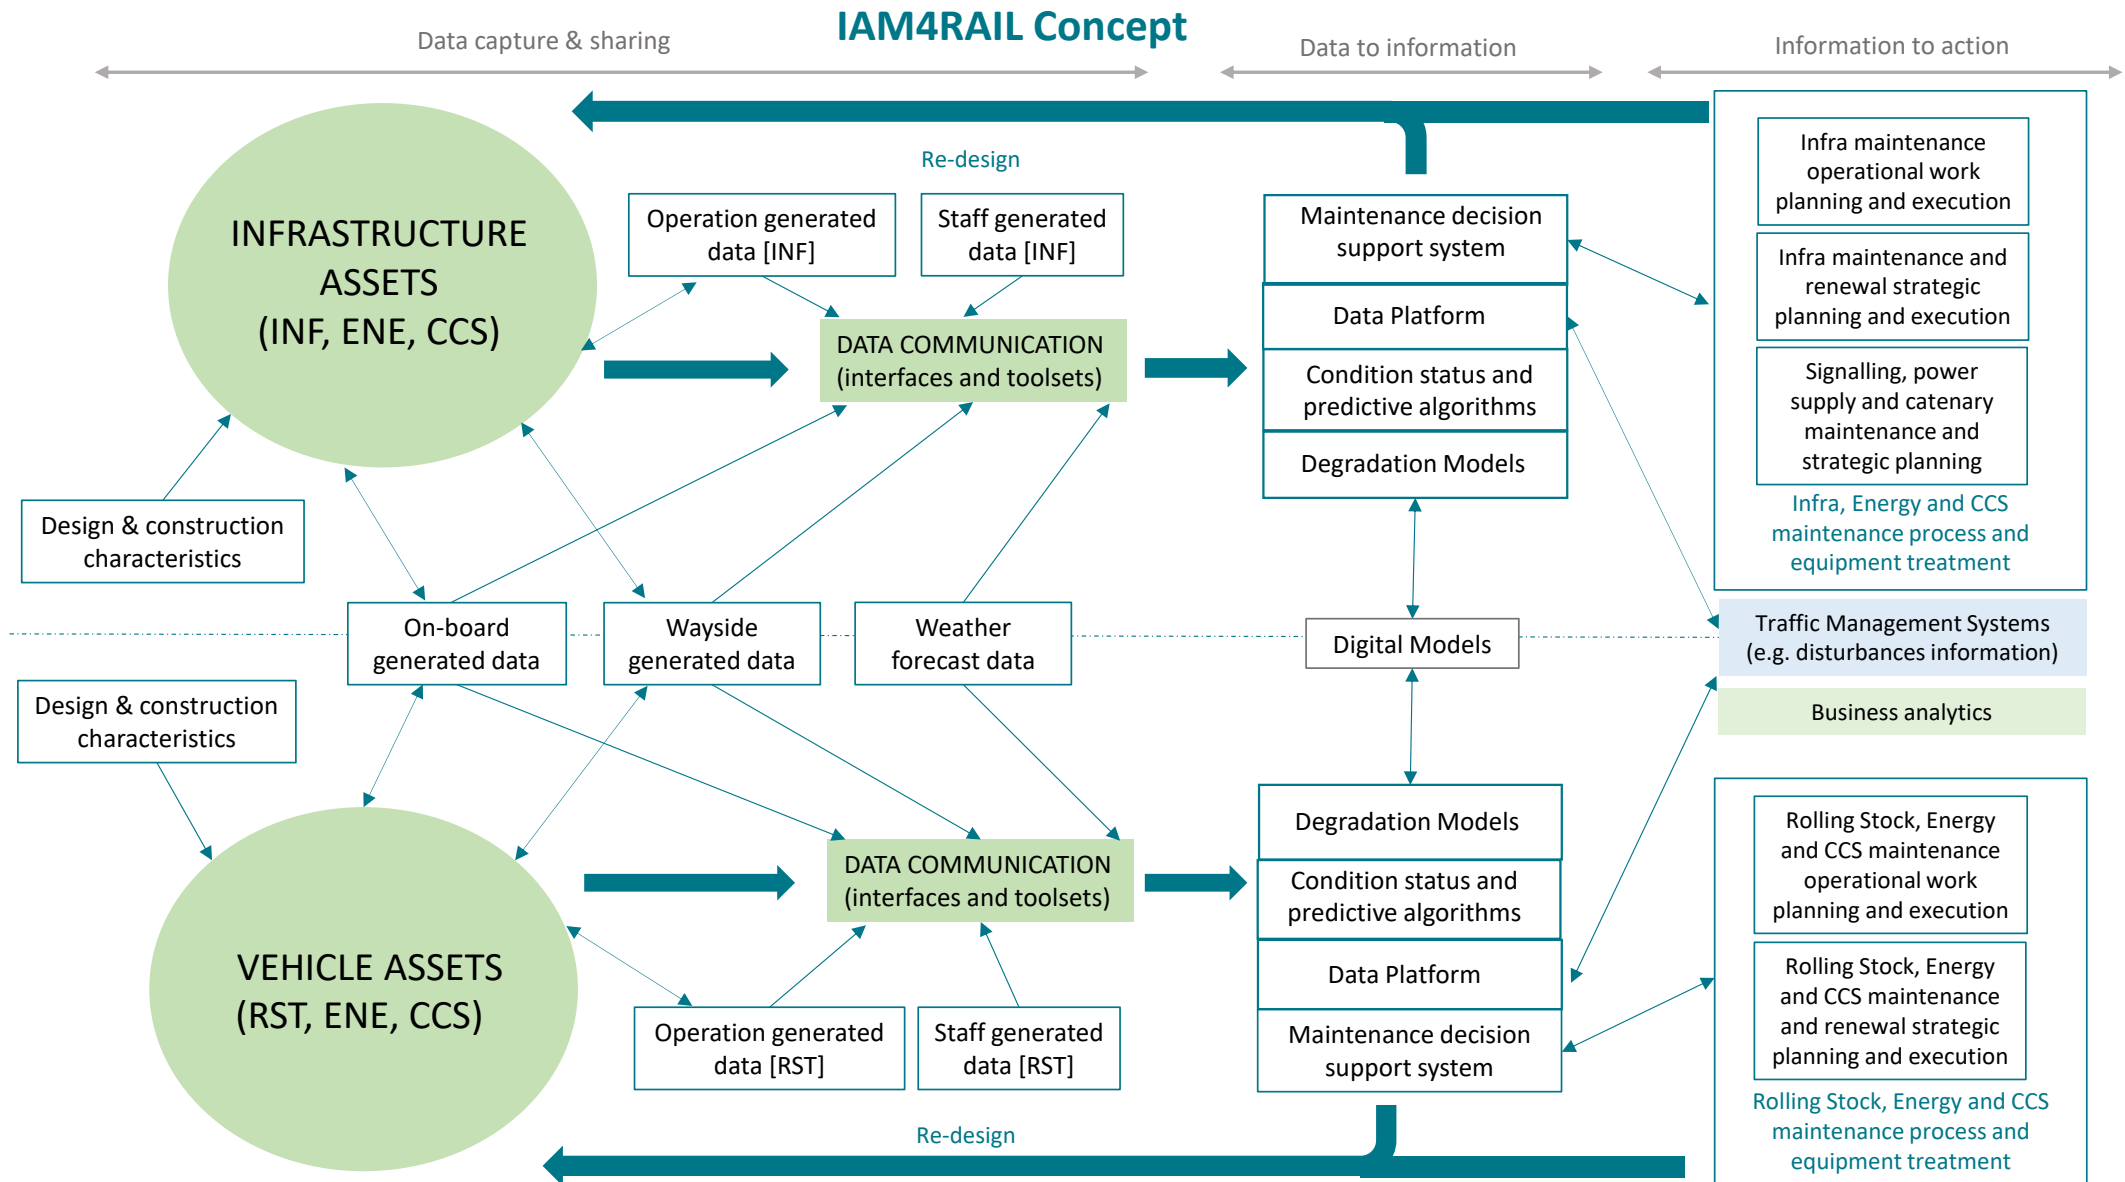 IAM4RAIL Concept
Data capture & sharing
Data to information
Information to action
Re-design
INFRASTRUCTURE
ASSETS
(INF, ENE, CCS)
Operation generated
data [INF]
Staff generated
data [INF]
DATA COMMUNICATION
(interfaces and toolsets)
Maintenance decision
support system
Data Platform
Condition status and
predictive algorithms
Degradation Models
Infra maintenance
operational work
planning and execution
Infra maintenance and
renewal strategic
planning and execution
Signalling, power
supply and catenary
maintenance and
strategic planning
Infra, Energy and CCS
maintenance process and
equipment treatment
Design & construction
characteristics
On-board
generated data
Wayside
generated data
Weather
forecast data
Digital Models
Traffic Management Systems
(e.g. disturbances information)
Business analytics
Design & construction
characteristics
VEHICLE ASSETS
(RST, ENE, CCS)
DATA COMMUNICATION
(interfaces and toolsets)
Operation generated
data [RST]
Staff generated
data [RST]
Degradation Models
Condition status and
predictive algorithms
Data Platform
Maintenance decision
support system
Rolling Stock, Energy
and CCS maintenance
operational work
planning and execution
Rolling Stock, Energy
and CCS maintenance
and renewal strategic
planning and execution
Rolling Stock, Energy and CCS
maintenance process and
equipment treatment
Re-design